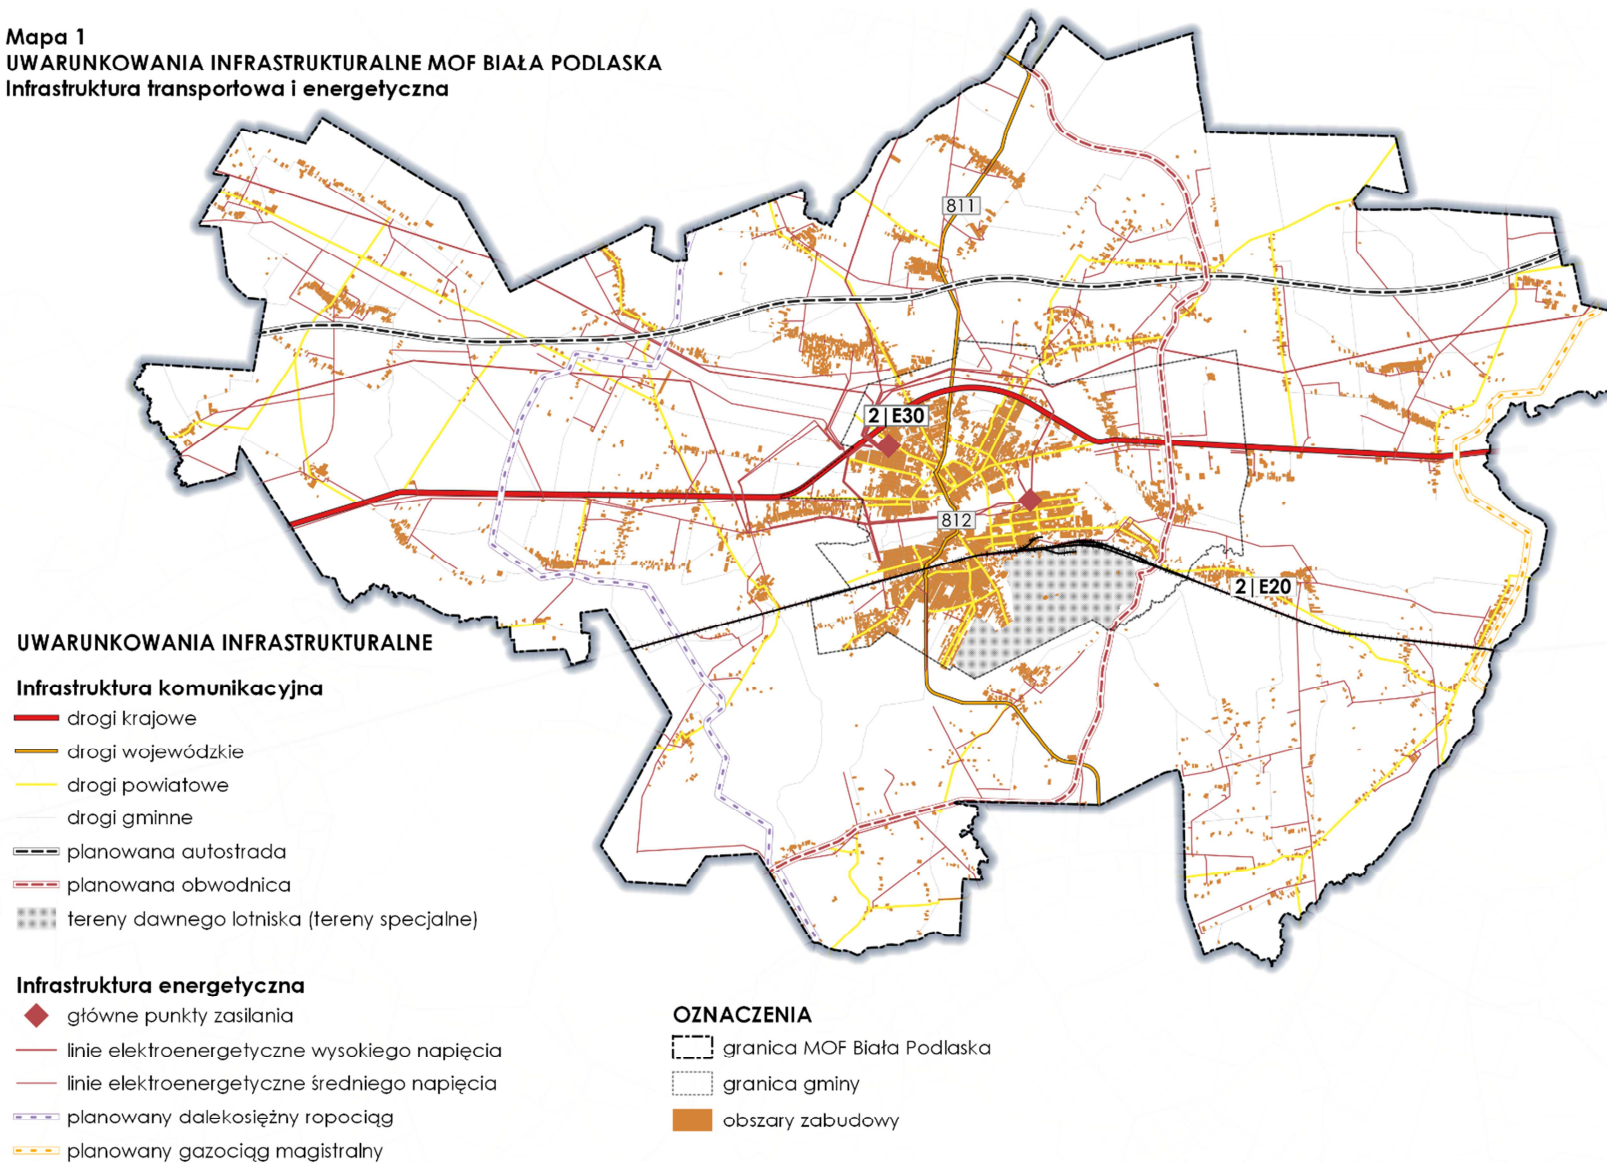 Mapa 1
UWARUNKOWANIA INFRASTRUKTURALNE MOF BIAŁA PODLASKA
Infrastruktura transportowa i energetyczna
811
2|E30
812
2|E20
UWARUNKOWANIA INFRASTRUKTURALNE
Infrastruktura komunikacyjna
drogi krajowe
drogi wojewódzkie
drogi powiatowe
drogi gminne
planowana autostrada
planowana obwodnica
tereny dawnego lotniska (tereny specjalne)
Infrastruktura energetyczna
główne punkty zasilania
linie elektroenergetyczne wysokiego napięcia
linie elektroenergetyczne średniego napięcia
planowany dalekosiężny ropociąg
planowany gazociąg magistralny
OZNACZENIA
granica MOF Biała Podlaska
granica gminy
obszary zabudowy